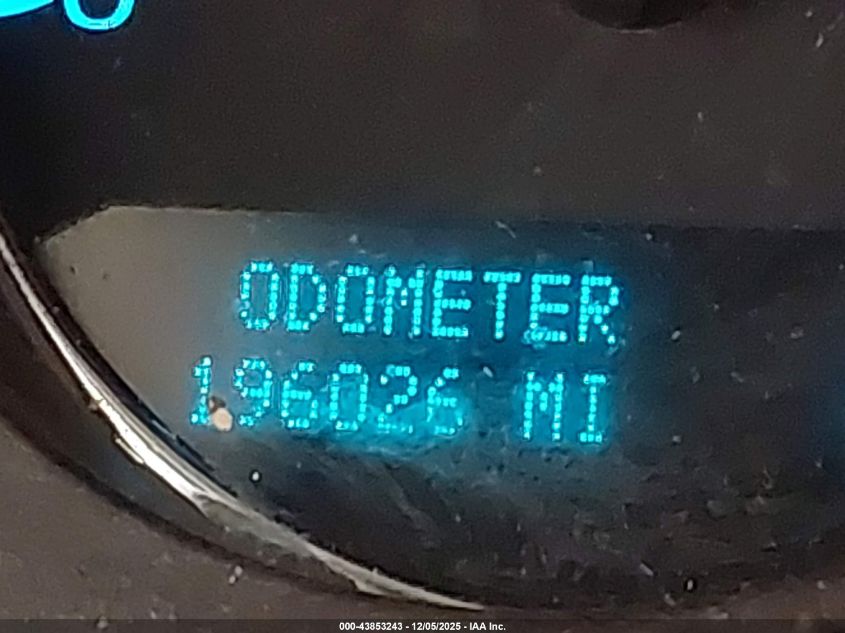 ODOMETER
196026 MI
000-43853243 - 12/05/2025 - IAA Inc.